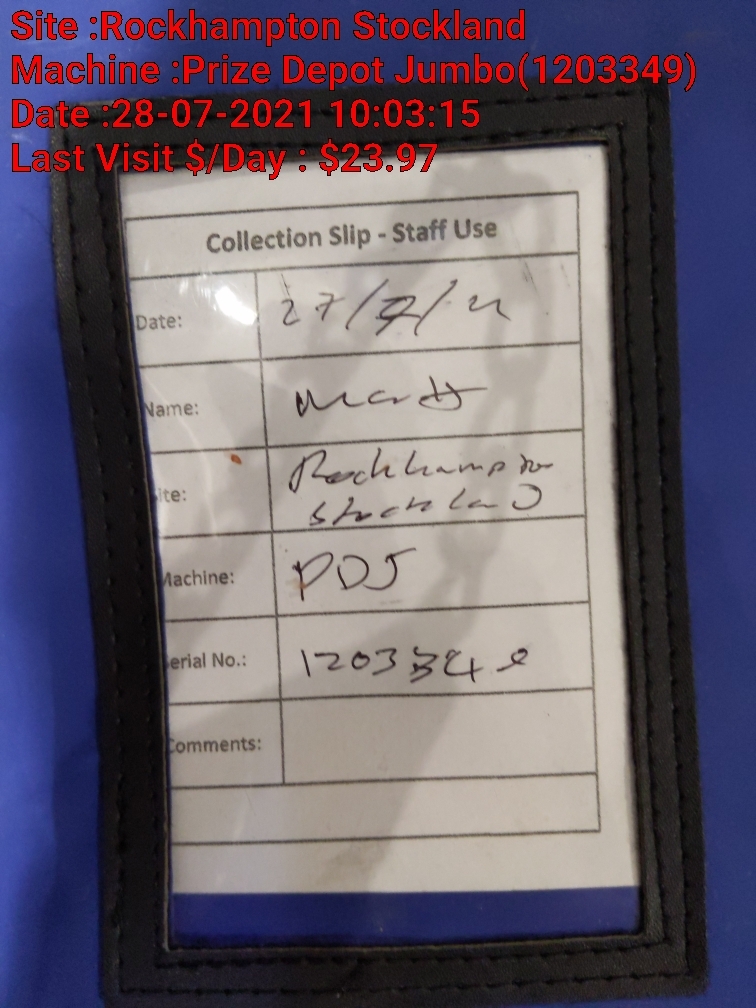 Site :Rockhampton Stockland
Machine :Prize Depot Jumbo(1203349)
Date :28-07-2021 10:03:15
Last Visit $/Day : $23.97
Collection Slip - Staff Use
Date: 27/7/21
Name: Matt
Site: Rockhampton
Stockland
Machine: PDJ
Serial No.: 1203349
Comments: